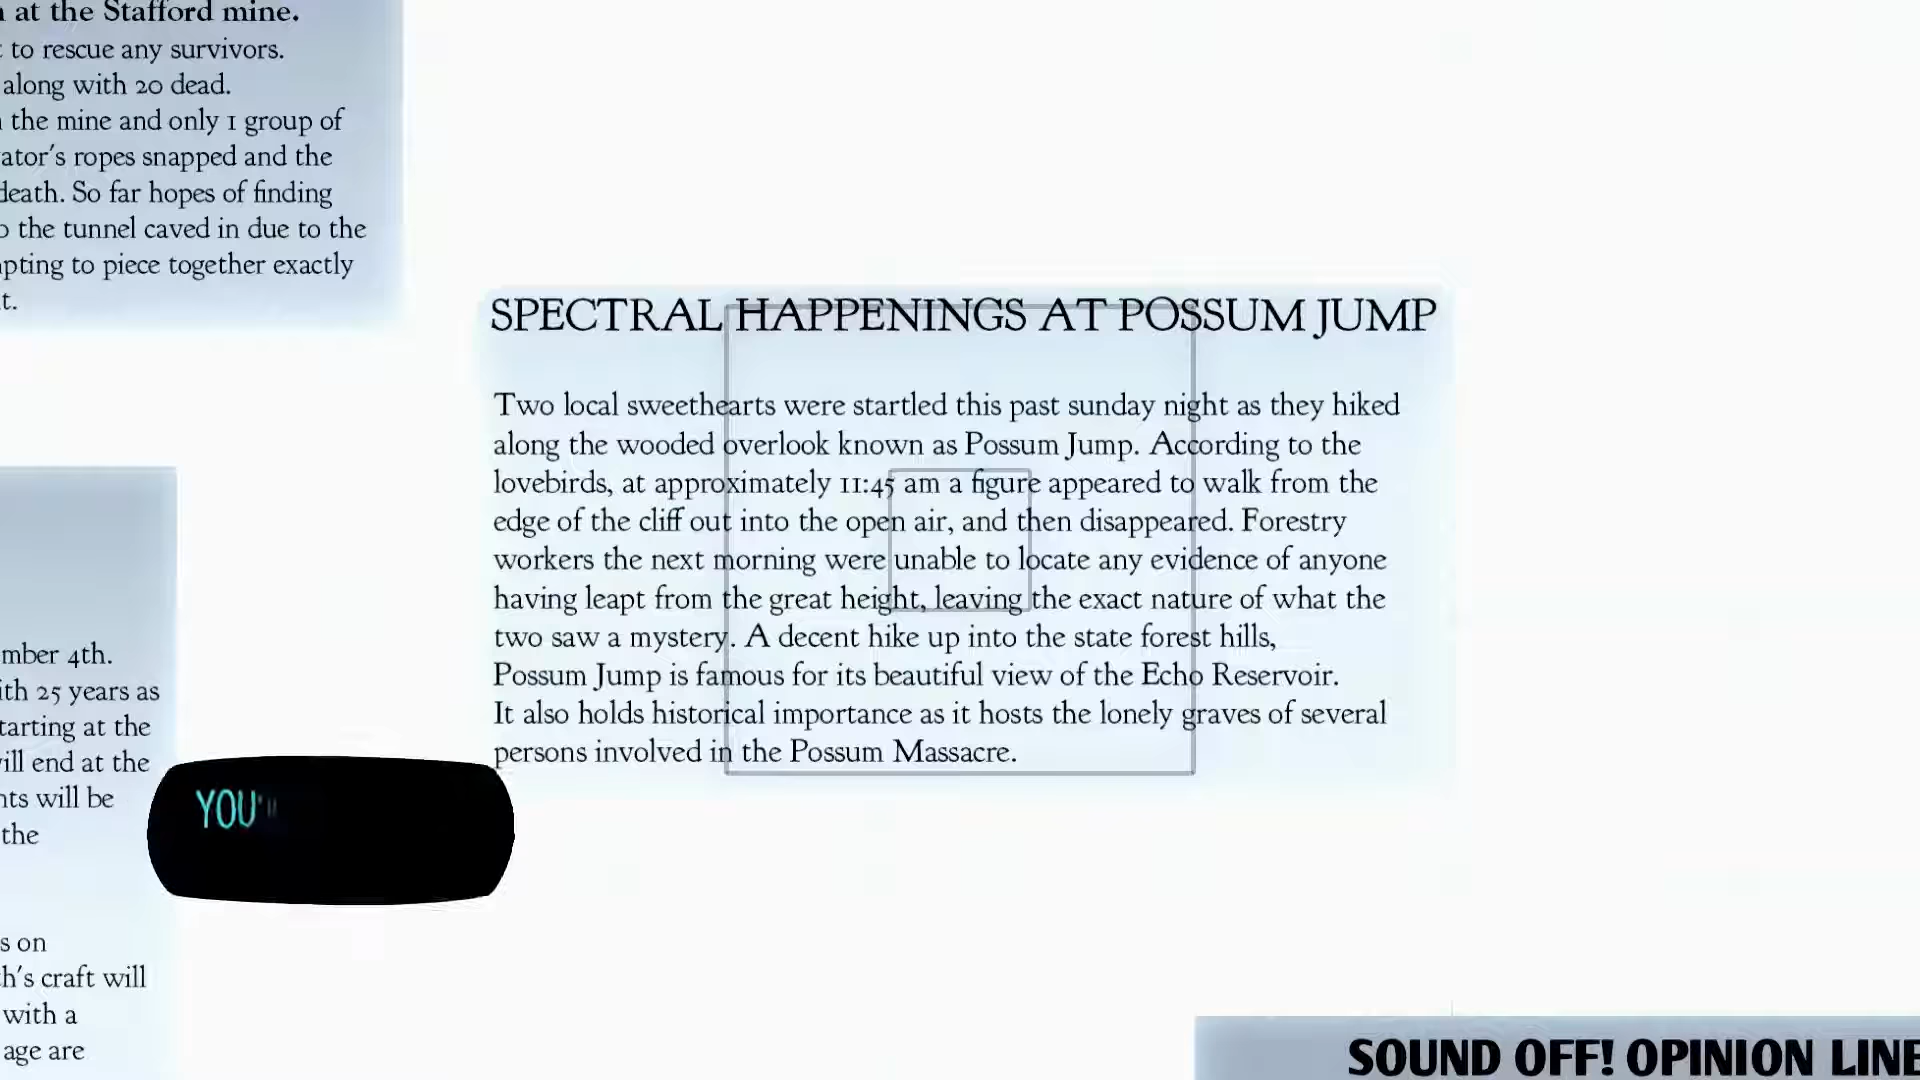 at the Stafford mine.
to rescue any survivors.
along with 20 dead.
the mine and only 1 group of
ator's ropes snapped and the
death. So far hopes of finding
the tunnel caved in due to the
pting to piece together exactly
t.
SPECTRAL HAPPENINGS AT POSSUM JUMP
Two local sweethearts were startled this past sunday night as they hiked
along the wooded overlook known as Possum Jump. According to the
lovebirds, at approximately 11:45 am a figure appeared to walk from the
edge of the cliff out into the open air, and then disappeared. Forestry
workers the next morning were unable to locate any evidence of anyone
having leapt from the great height, leaving the exact nature of what the
two saw a mystery. A decent hike up into the state forest hills,
Possum Jump is famous for its beautiful view of the Echo Reservoir.
It also holds historical importance as it hosts the lonely graves of several
persons involved in the Possum Massacre.
mber 4th.
ith 25 years as
tarting at the
ill end at the
nts will be
the
s on
h's craft will
with a
age are
YOU'
SOUND OFF! OPINION LINE